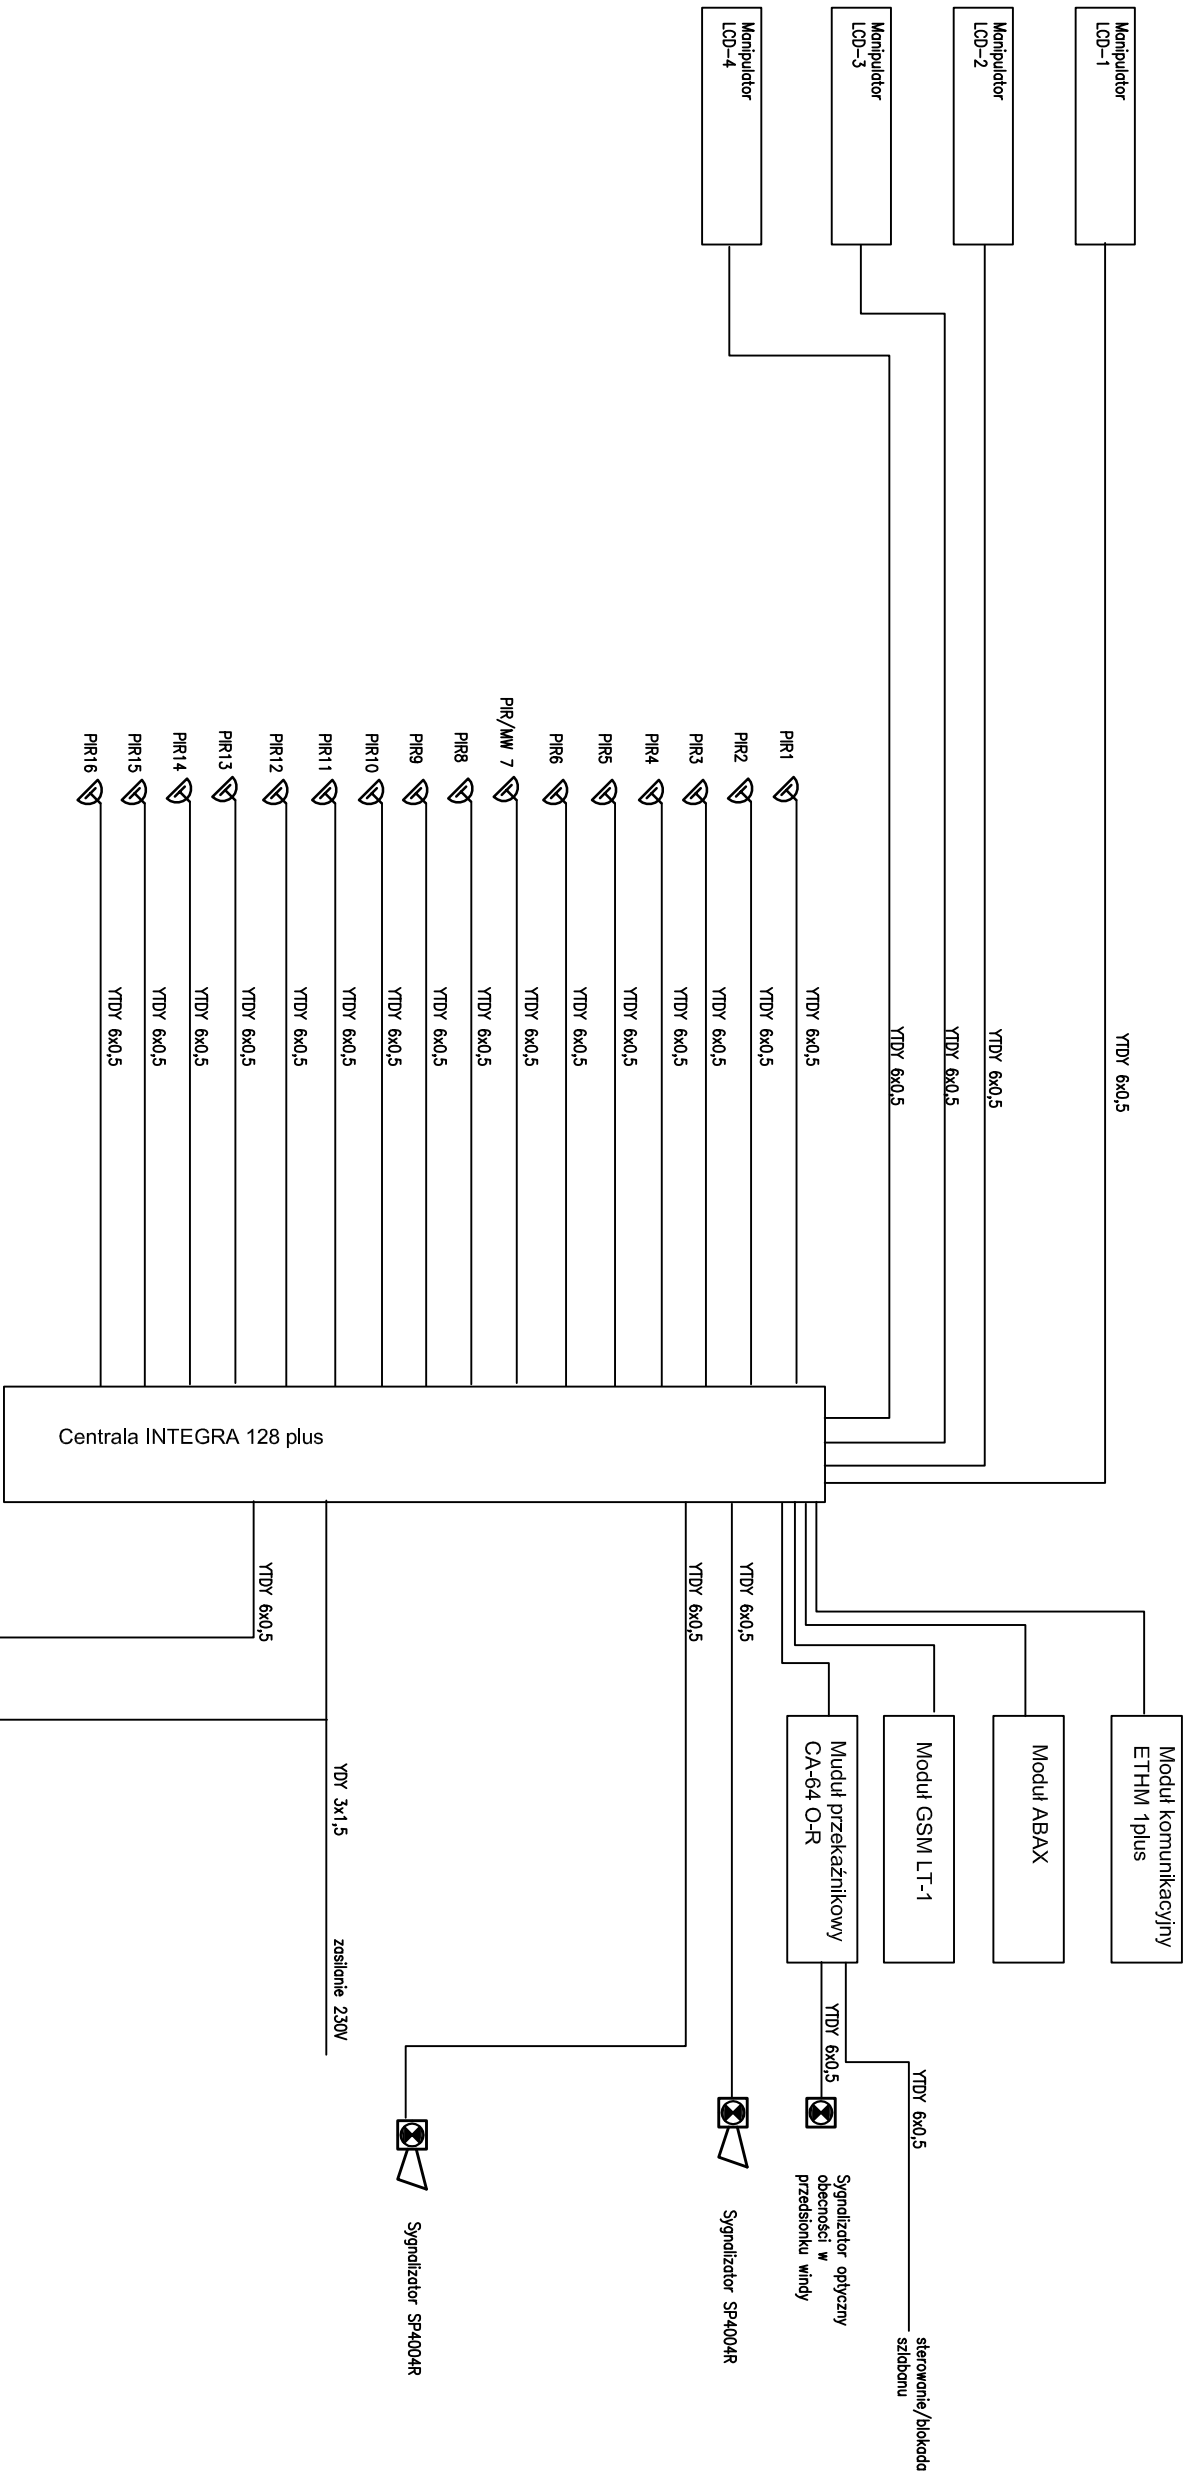 Manipulator
LCD-1
Manipulator
LCD-2
Manipulator
LCD-3
Manipulator
LCD-4
YTDY 6x0,5
YTDY 6x0,5
YTDY 6x0,5
YTDY 6x0,5
PIR1
YTDY 6x0,5
PIR2
YTDY 6x0,5
PIR3
YTDY 6x0,5
PIR4
YTDY 6x0,5
PIR5
YTDY 6x0,5
PIR6
YTDY 6x0,5
PIR/MW 7
YTDY 6x0,5
PIR8
YTDY 6x0,5
PIR9
YTDY 6x0,5
PIR10
YTDY 6x0,5
PIR11
YTDY 6x0,5
PIR12
YTDY 6x0,5
PIR13
YTDY 6x0,5
PIR14
YTDY 6x0,5
PIR15
YTDY 6x0,5
PIR16
YTDY 6x0,5
Centrala INTEGRA 128 plus
Moduł komunikacyjny
ETHM 1plus
Moduł ABAX
Moduł GSM LT-1
Muduł przekaźnikowy
CA-64 O-R
YTDY 6x0,5
sterowanie/blokada
szlabanu
YTDY 6x0,5
Sygnalizator optyczny
obecności w
przedsionku windy
YTDY 6x0,5
Sygnalizator SP4004R
YTDY 6x0,5
Sygnalizator SP4004R
YDY 3x1,5
zasilanie 230V
YTDY 6x0,5